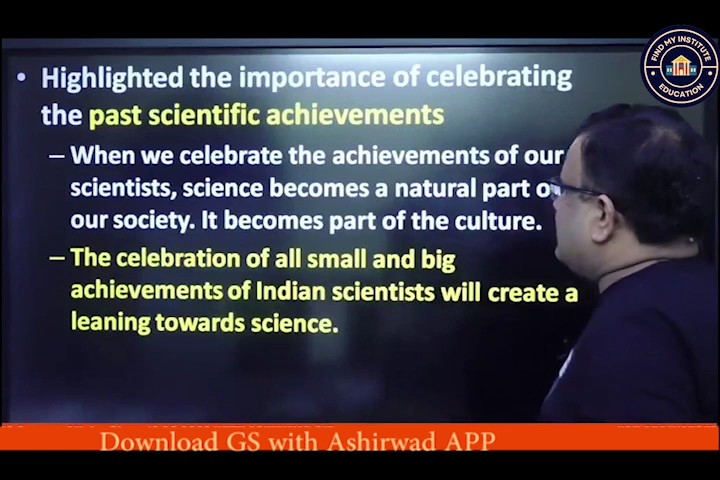 FIND MY INSTITUTE
EDUCATION
• Highlighted the importance of celebrating
the past scientific achievements
– When we celebrate the achievements of our
scientists, science becomes a natural part
our society. It becomes part of the culture.
– The celebration of all small and big
achievements of Indian scientists will create a
leaning towards science.
Download GS with Ashirwad APP